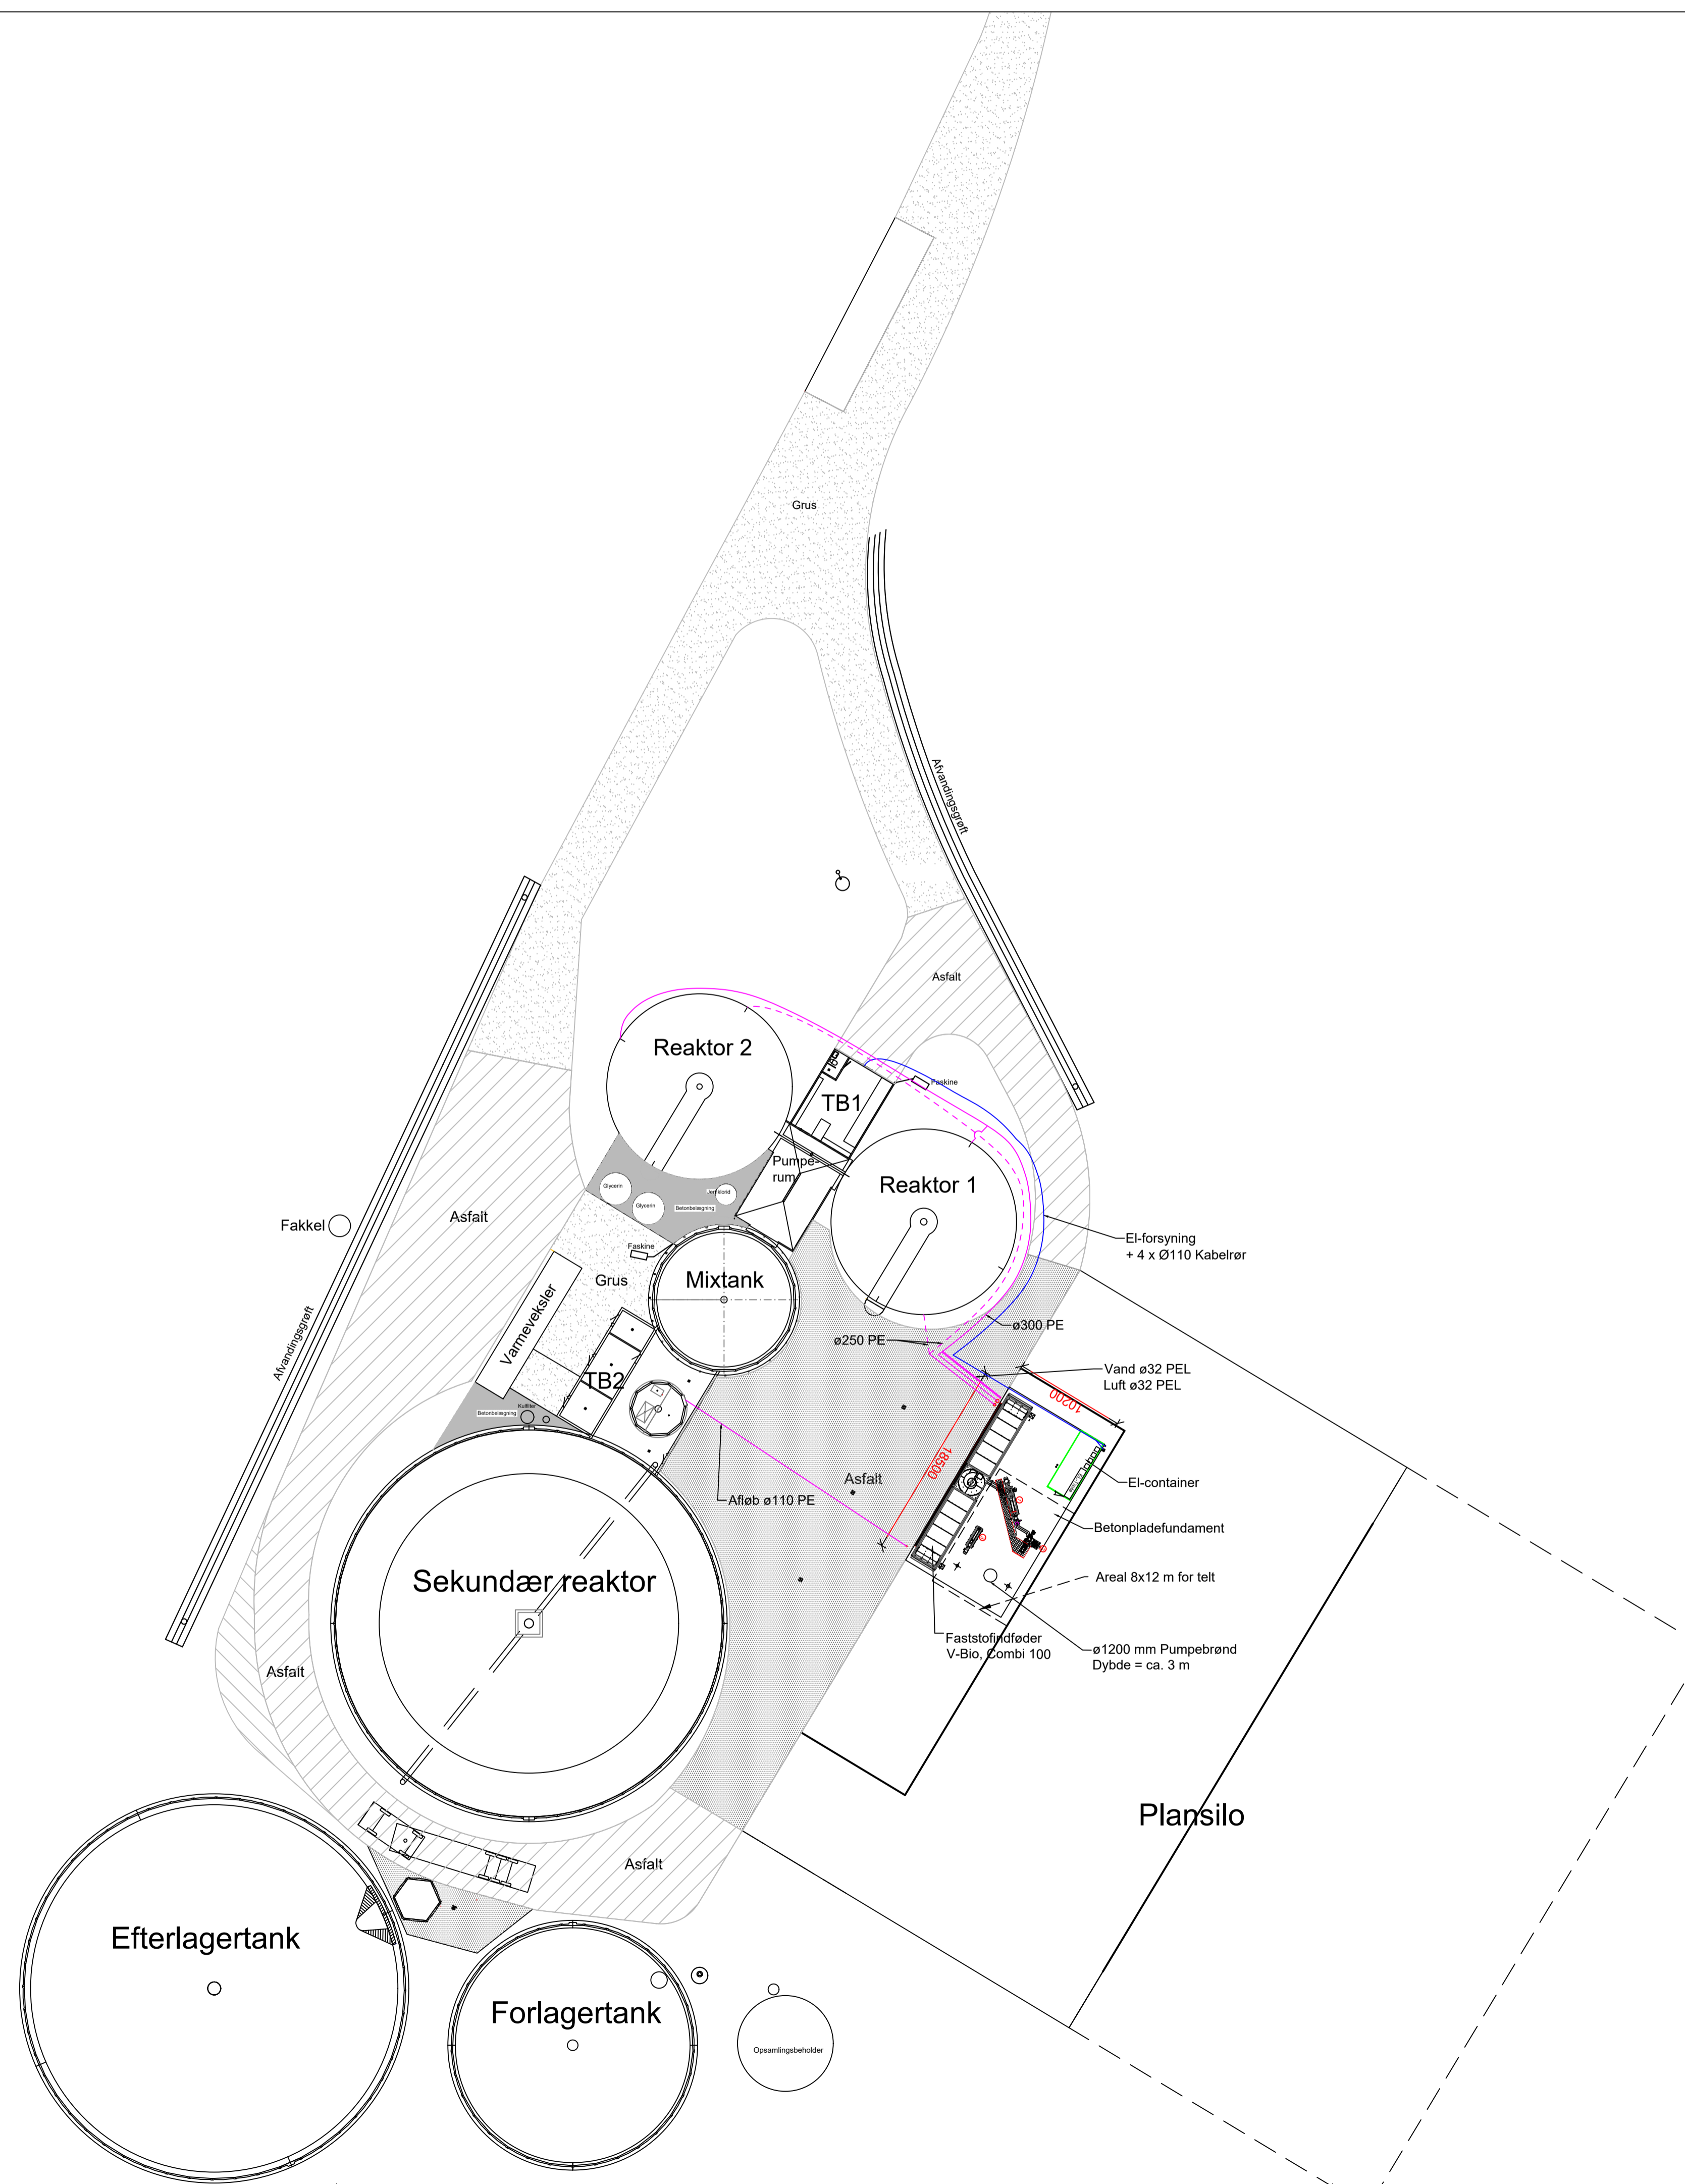 Grus
Afvandingsgrøft
Asfalt
Reaktor 2
TB1
Faskine
Pumpe-
rum
Reaktor 1
Glycerin
Glycerin
Jernklorid
Betonbelægning
Fakkel
Asfalt
El-forsyning
+ 4 x Ø110 Kabelrør
Faskine
Grus
Mixtank
Varmeveksler
Afvandingsgrøft
ø300 PE
ø250 PE
Vand ø32 PEL
Luft ø32 PEL
10200
TB2
Kulfilter
Betonbelægning
18500
Asfalt
El-container
Afløb ø110 PE
Betonpladefundament
Areal 8x12 m for telt
Sekundær reaktor
Faststofindføder
V-Bio, Combi 100
ø1200 mm Pumpebrønd
Dybde = ca. 3 m
Asfalt
Plansilo
Asfalt
Efterlagertank
Forlagertank
Opsamlingsbeholder